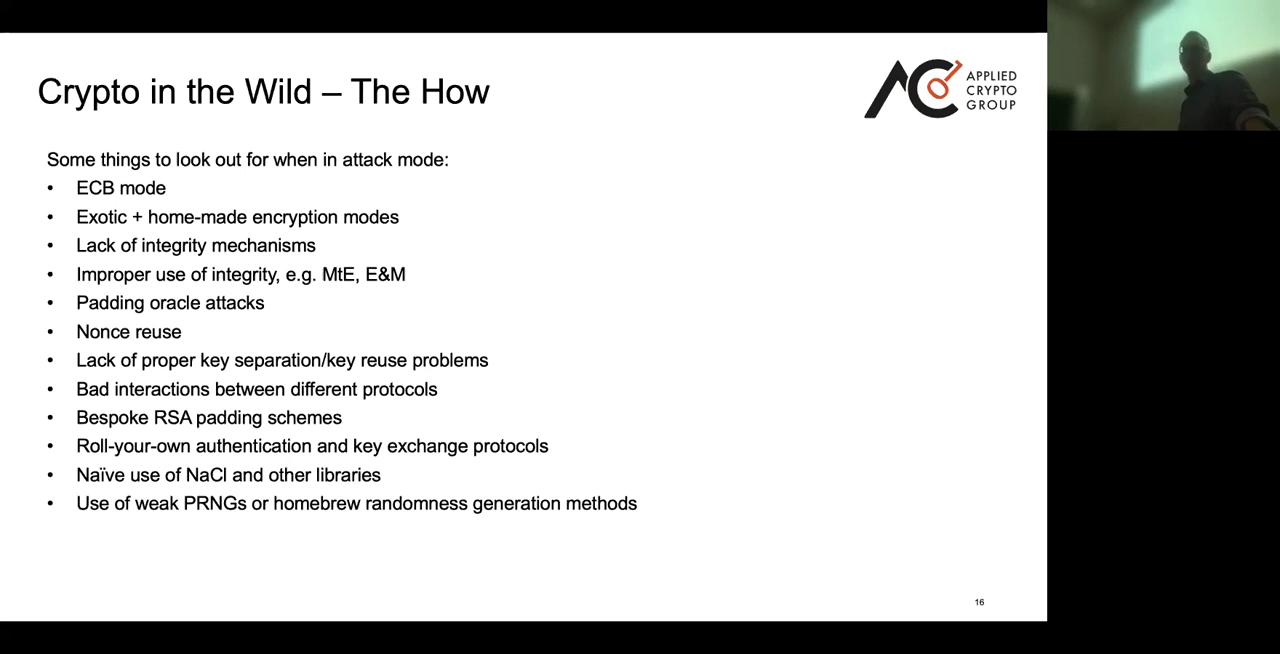 Crypto in the Wild – The How
APPLIED
CRYPTO
GROUP
Some things to look out for when in attack mode:
• ECB mode
• Exotic + home-made encryption modes
• Lack of integrity mechanisms
• Improper use of integrity, e.g. MtE, E&M
• Padding oracle attacks
• Nonce reuse
• Lack of proper key separation/key reuse problems
• Bad interactions between different protocols
• Bespoke RSA padding schemes
• Roll-your-own authentication and key exchange protocols
• Naïve use of NaCl and other libraries
• Use of weak PRNGs or homebrew randomness generation methods
16